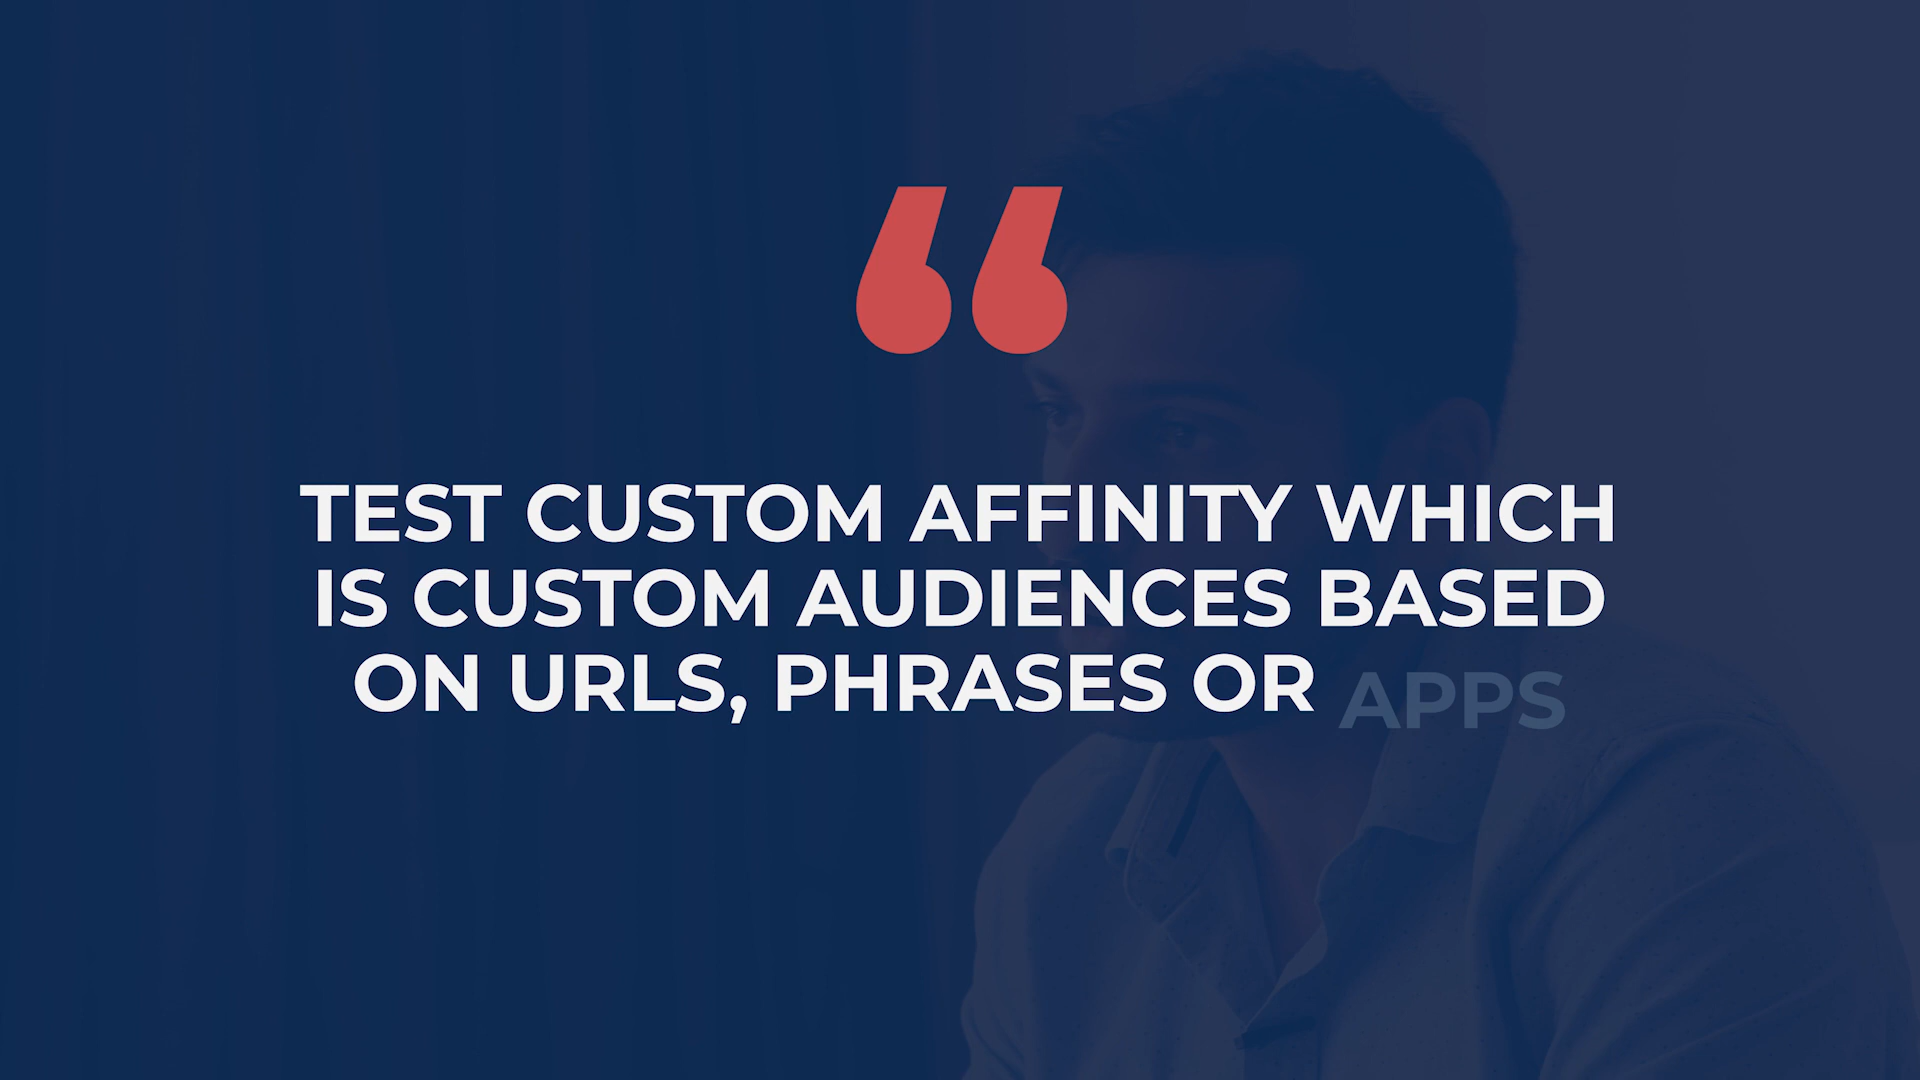 “
TEST CUSTOM AFFINITY WHICH
IS CUSTOM AUDIENCES BASED
ON URLS, PHRASES OR APPS